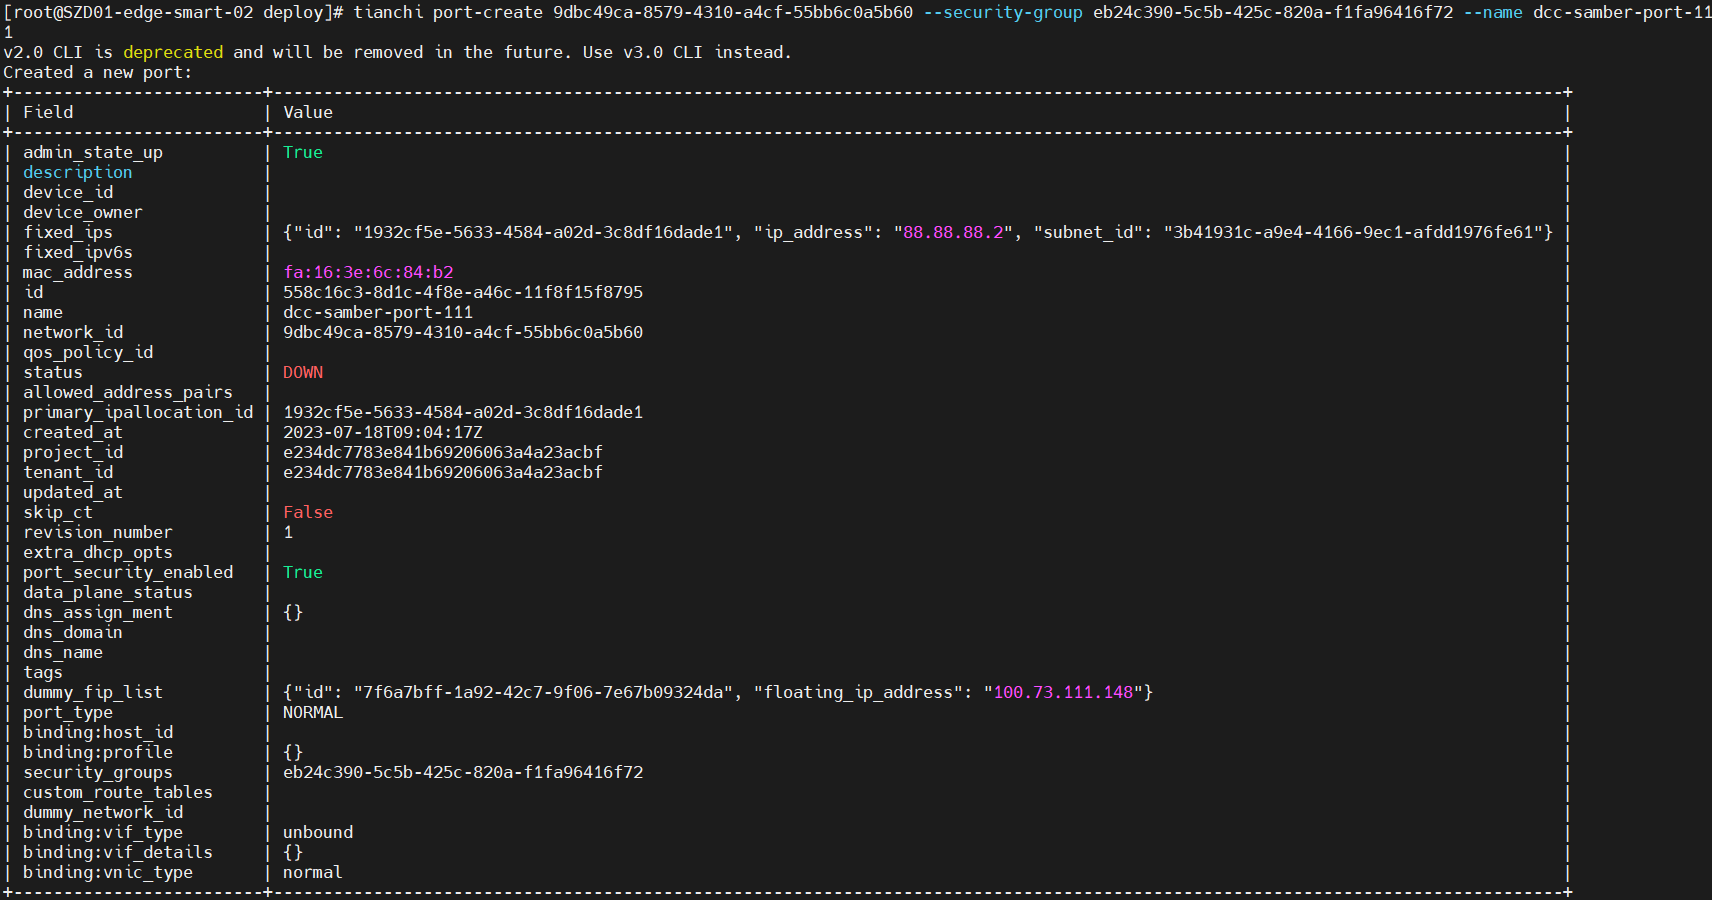 [root@SZD01-edge-smart-02 deploy]# tianchi port-create 9dbc49ca-8579-4310-a4cf-55bb6c0a5b60 --security-group eb24c390-5c5b-425c-820a-f1fa96416f72 --name dcc-samber-port-11
1
v2.0 CLI is deprecated and will be removed in the future. Use v3.0 CLI instead.
Created a new port:
+-------------------------+---------------------------------------------------------------------------------------------------------------------------------+
| Field                   | Value                                                                                                                           |
+-------------------------+---------------------------------------------------------------------------------------------------------------------------------+
| admin_state_up          | True                                                                                                                            |
| description             |                                                                                                                                 |
| device_id               |                                                                                                                                 |
| device_owner            |                                                                                                                                 |
| fixed_ips               | {"id": "1932cf5e-5633-4584-a02d-3c8df16dade1", "ip_address": "88.88.88.2", "subnet_id": "3b41931c-a9e4-4166-9ec1-afdd1976fe61"} |
| fixed_ipv6s             |                                                                                                                                 |
| mac_address             | fa:16:3e:6c:84:b2                                                                                                               |
| id                      | 558c16c3-8d1c-4f8e-a46c-11f8f15f8795                                                                                            |
| name                    | dcc-samber-port-111                                                                                                             |
| network_id              | 9dbc49ca-8579-4310-a4cf-55bb6c0a5b60                                                                                            |
| qos_policy_id           |                                                                                                                                 |
| status                  | DOWN                                                                                                                            |
| allowed_address_pairs   |                                                                                                                                 |
| primary_ipallocation_id | 1932cf5e-5633-4584-a02d-3c8df16dade1                                                                                            |
| created_at              | 2023-07-18T09:04:17Z                                                                                                            |
| project_id              | e234dc7783e841b69206063a4a23acbf                                                                                                |
| tenant_id               | e234dc7783e841b69206063a4a23acbf                                                                                                |
| updated_at              |                                                                                                                                 |
| skip_ct                 | False                                                                                                                           |
| revision_number         | 1                                                                                                                               |
| extra_dhcp_opts         |                                                                                                                                 |
| port_security_enabled   | True                                                                                                                            |
| data_plane_status       |                                                                                                                                 |
| dns_assign_ment         | {}                                                                                                                              |
| dns_domain              |                                                                                                                                 |
| dns_name                |                                                                                                                                 |
| tags                    |                                                                                                                                 |
| dummy_fip_list          | {"id": "7f6a7bff-1a92-42c7-9f06-7e67b09324da", "floating_ip_address": "100.73.111.148"}                                         |
| port_type               | NORMAL                                                                                                                          |
| binding:host_id         |                                                                                                                                 |
| binding:profile         | {}                                                                                                                              |
| security_groups         | eb24c390-5c5b-425c-820a-f1fa96416f72                                                                                            |
| custom_route_tables     |                                                                                                                                 |
| dummy_network_id        |                                                                                                                                 |
| binding:vif_type        | unbound                                                                                                                         |
| binding:vif_details     | {}                                                                                                                              |
| binding:vnic_type       | normal                                                                                                                          |
+-------------------------+---------------------------------------------------------------------------------------------------------------------------------+